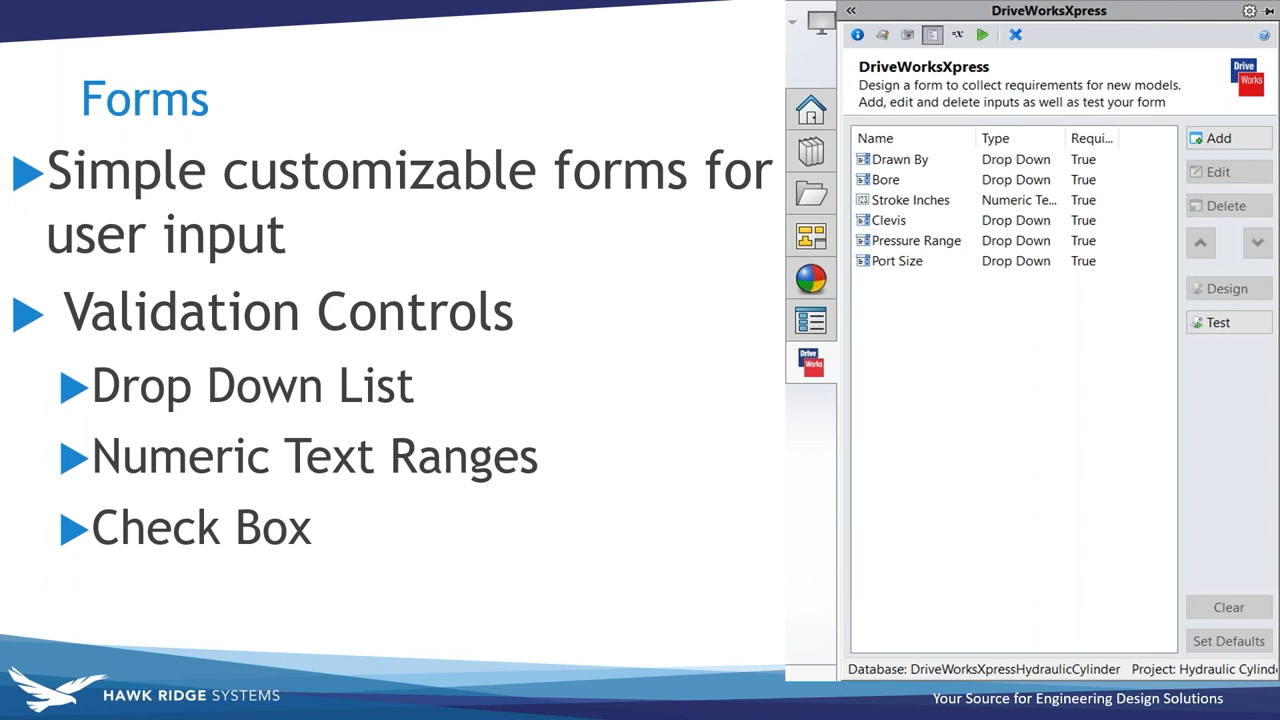 Forms
Simple customizable forms for
user input
Validation Controls
Drop Down List
Numeric Text Ranges
Check Box
HAWK RIDGE SYSTEMS
DriveWorksXpress
DriveWorksXpress
Design a form to collect requirements for new models.
Add, edit and delete inputs as well as test your form
Drive
Works
Name Type Requi...
Drawn By Drop Down True
Bore Drop Down True
Stroke Inches Numeric Te... True
Clevis Drop Down True
Pressure Range Drop Down True
Port Size Drop Down True
Add
Edit
Delete
Design
Test
Clear
Set Defaults
Drive
Works
Database: DriveWorksXpressHydraulicCylinder Project: Hydraulic Cylind
Your Source for Engineering Design Solutions